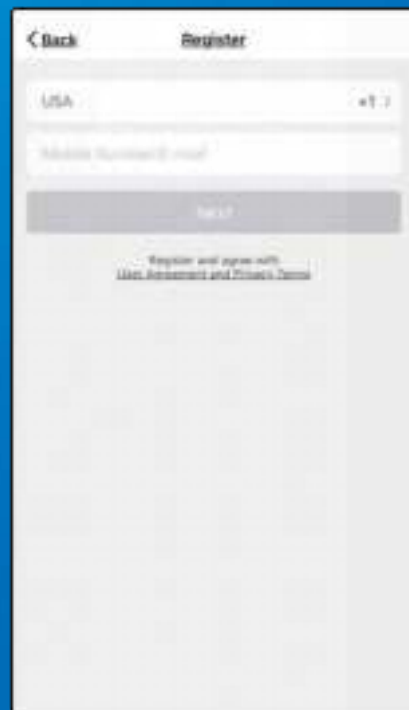 Back
Register
USA +1
Mobile Number/E-mail
NEXT
Register and agree with
User Agreement and Privacy Terms